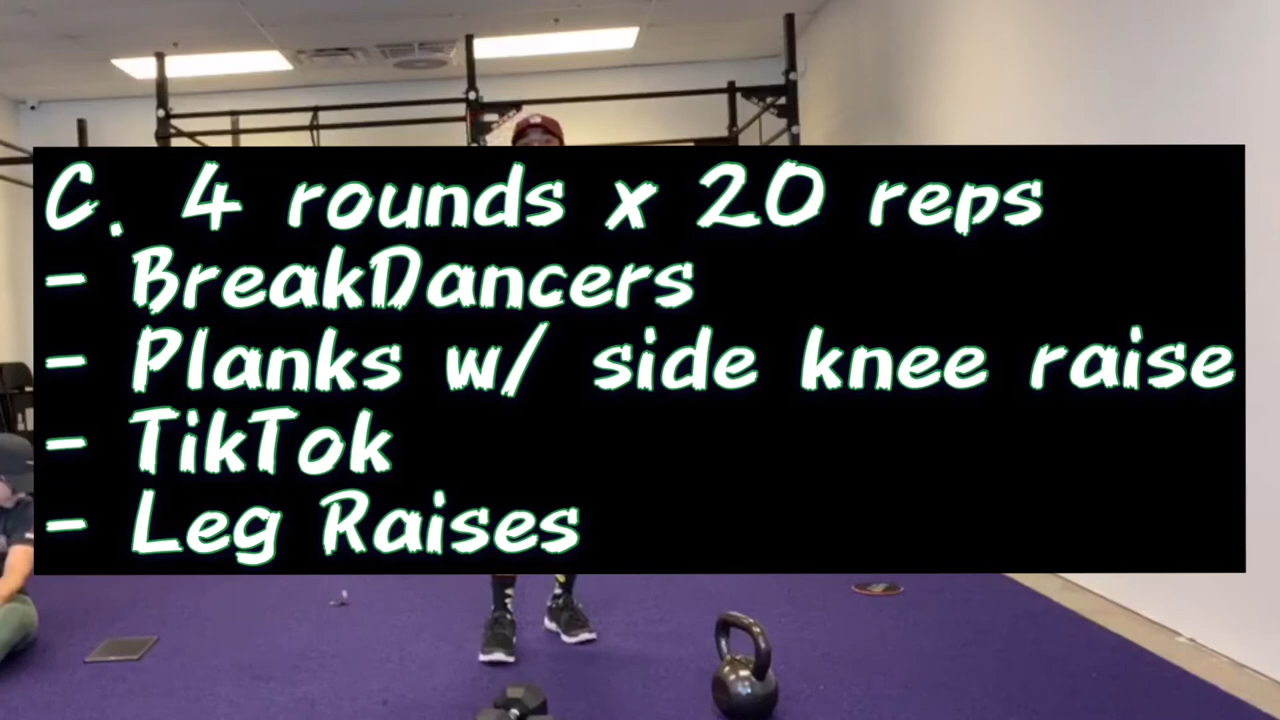 C. 4 rounds x 20 reps
- BreakDancers
- Planks w/ side knee raise
- TikTok
- Leg Raises